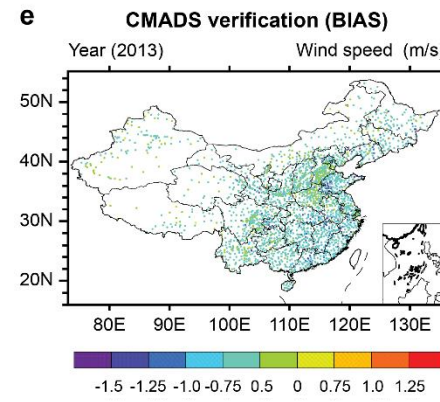 e
CMADS verification (BIAS)
Year (2013) Wind speed (m/s)
50N
40N
30N
20N
80E 90E 100E 110E 120E 130E
-1.5 -1.25 -1.0 -0.75 0.5 0 0.75 1.0 1.25